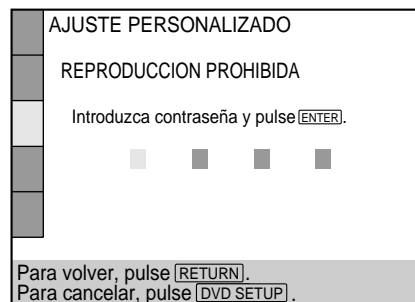 AJUSTE PERSONALIZADO
REPRODUCCION PROHIBIDA
Introduzca contraseña y pulse ENTER.
Para volver, pulse RETURN.
Para cancelar, pulse DVD SETUP.